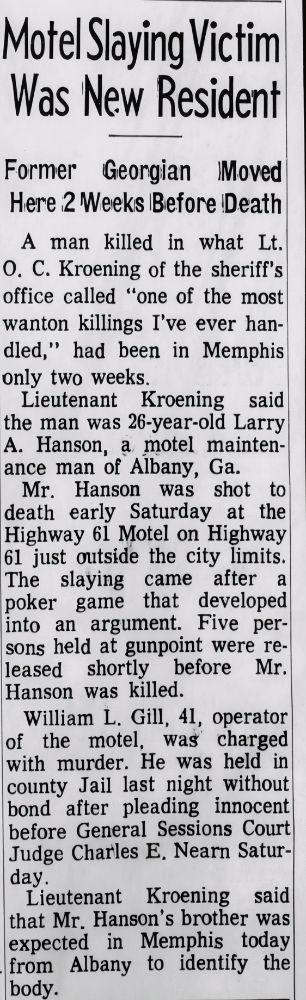 Motel Slaying Victim
Was New Resident
Former Georgian Moved
Here 2 Weeks Before Death
A man killed in what Lt.
O. C. Kroening of the sheriff's
office called "one of the most
wanton killings I've ever han-
dled," had been in Memphis
only two weeks.
Lieutenant Kroening said
the man was 26-year-old Larry
A. Hanson, a motel mainten-
ance man of Albany, Ga.
Mr. Hanson was shot to
death early Saturday at the
Highway 61 Motel on Highway
61 just outside the city limits.
The slaying came after a
poker game that developed
into an argument. Five per-
sons held at gunpoint were re-
leased shortly before Mr.
Hanson was killed.
William L. Gill, 41, operator
of the motel, was charged
with murder. He was held in
county Jail last night without
bond after pleading innocent
before General Sessions Court
Judge Charles E. Nearn Satur-
day.
Lieutenant Kroening said
that Mr. Hanson's brother was
expected in Memphis today
from Albany to identify the
body.